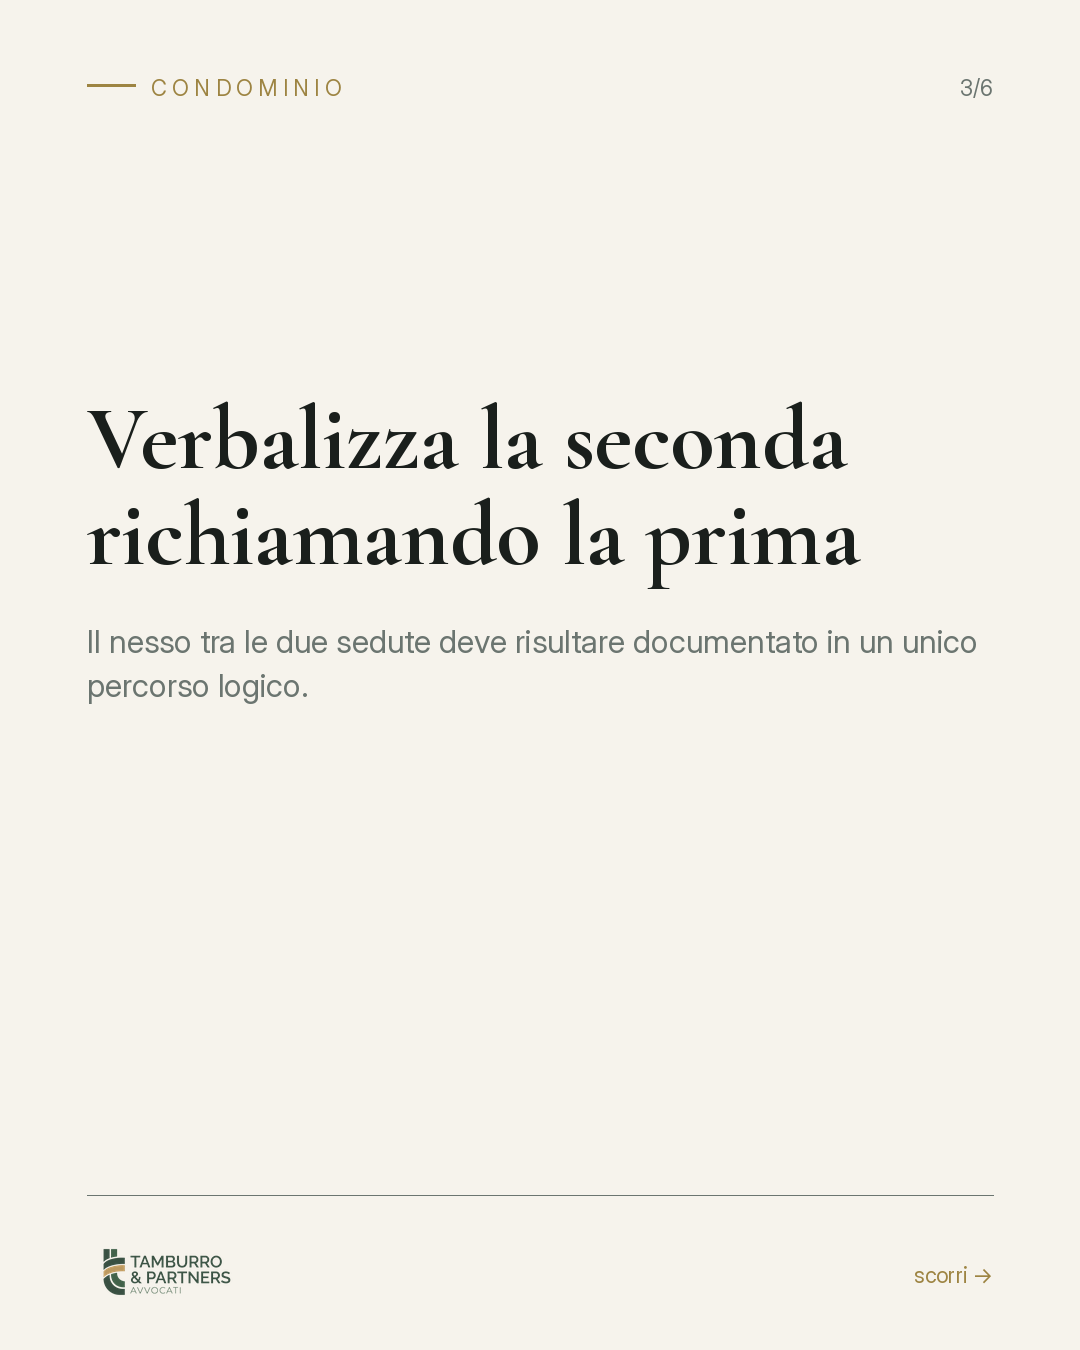 CONDOMINIO
3/6
Verbalizza la seconda
richiamando la prima
Il nesso tra le due sedute deve risultare documentato in un unico
percorso logico.
TAMBURRO
& PARTNERS
AVVOCATI
scorri →